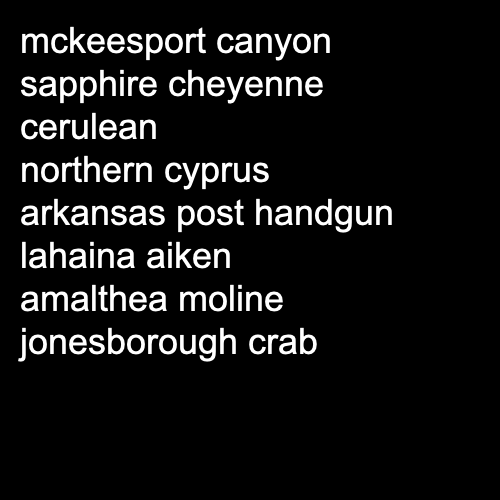 mckeesport canyon
sapphire cheyenne
cerulean
northern cyprus
arkansas post handgun
lahaina aiken
amalthea moline
jonesborough crab